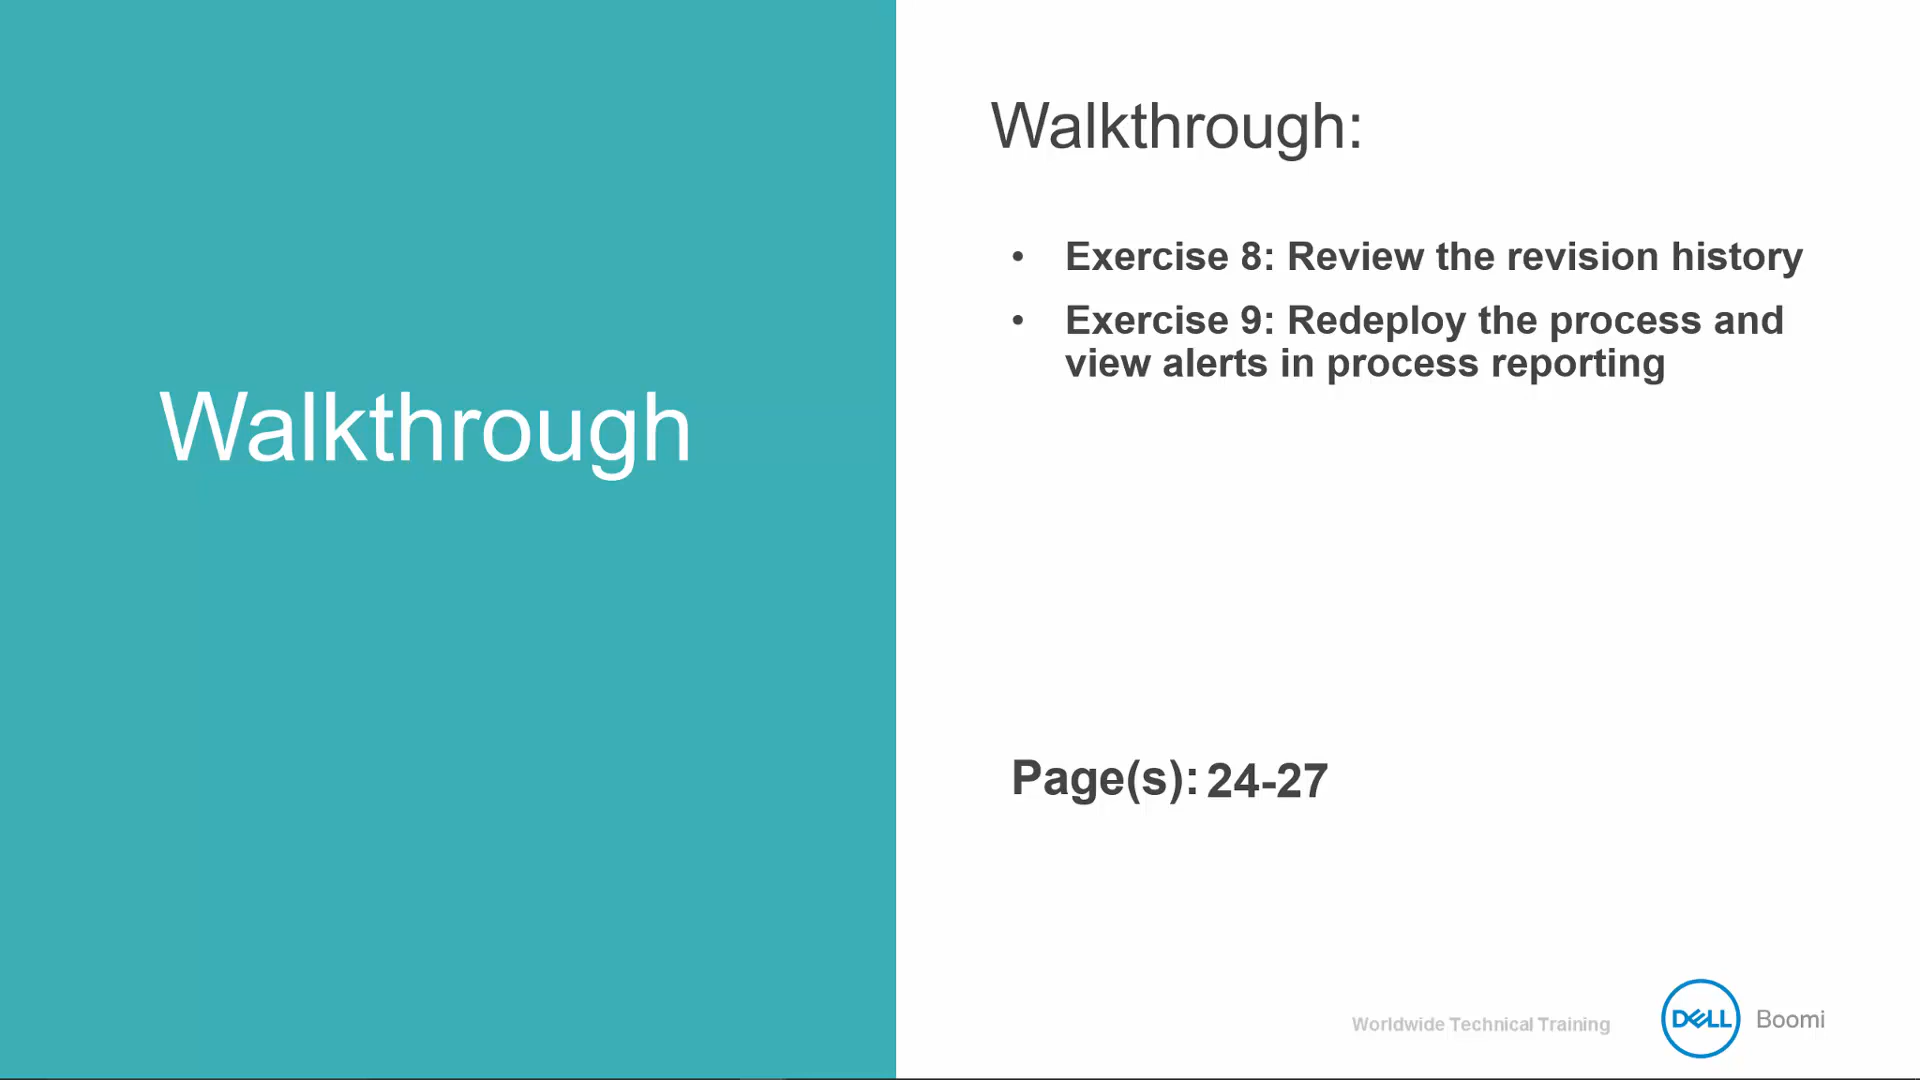 Walkthrough
Walkthrough:
• Exercise 8: Review the revision history
• Exercise 9: Redeploy the process and
view alerts in process reporting
Page(s): 24-27
Worldwide Technical Training
DELL Boomi